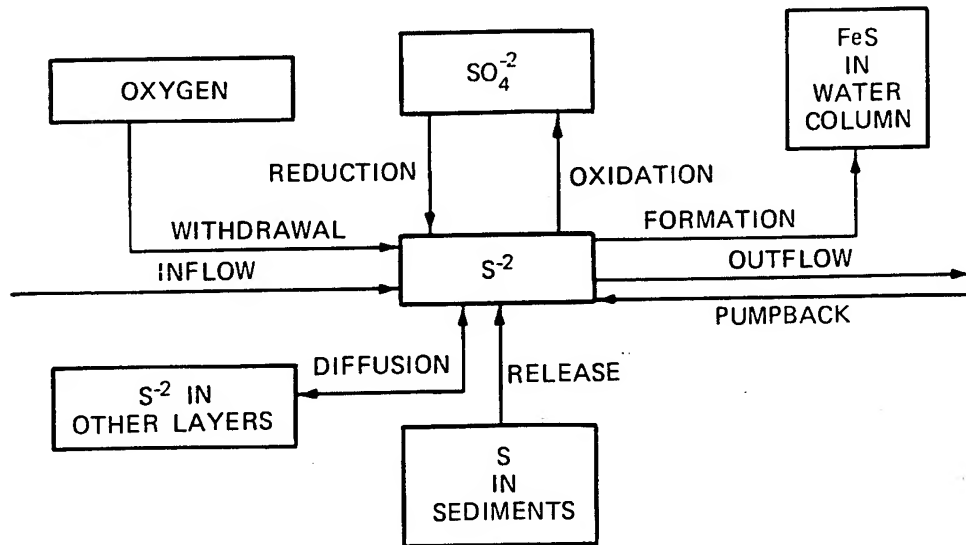 OXYGEN
SO₄⁻²
FeS
IN
WATER
COLUMN
REDUCTION
OXIDATION
WITHDRAWAL
FORMATION
INFLOW
S⁻²
OUTFLOW
PUMPBACK
DIFFUSION
RELEASE
S⁻² IN
OTHER LAYERS
S
IN
SEDIMENTS